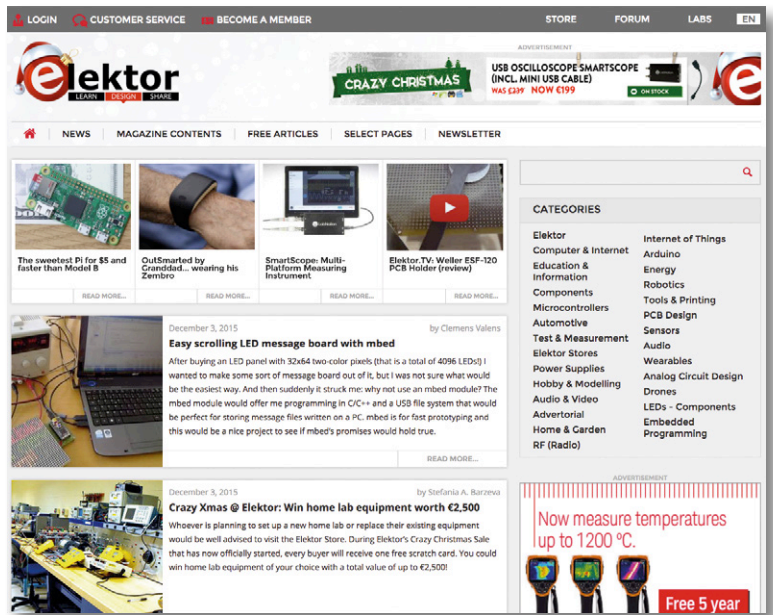 LOGIN CUSTOMER SERVICE BECOME A MEMBER STORE FORUM LABS EN
ADVERTISEMENT
elektor
LEARN DESIGN SHARE
CRAZY CHRISTMAS
USB OSCILLOSCOPE SMARTSCOPE
(INCL. MINI USB CABLE)
WAS €239 NOW €199
ON STOCK
NEWS MAGAZINE CONTENTS FREE ARTICLES SELECT PAGES NEWSLETTER
The sweetest Pi for $5 and
faster than Model B
READ MORE...
OutSmarted by
Granddad... wearing his
Zembro
READ MORE...
SmartScope: Multi-
Platform Measuring
Instrument
READ MORE...
Elektor.TV: Weller ESF-120
PCB Holder (review)
READ MORE...
December 3, 2015 by Clemens Valens
Easy scrolling LED message board with mbed
After buying an LED panel with 32x64 two-color pixels (that is a total of 4096 LEDs!) I
wanted to make some sort of message board out of it, but I was not sure what would
be the easiest way. And then suddenly it struck me: why not use an mbed module? The
mbed module would offer me programming in C/C++ and a USB file system that would
be perfect for storing message files written on a PC. mbed is for fast prototyping and
this would be a nice project to see if mbed's promises would hold true.
READ MORE...
December 3, 2015 by Stefania A. Barzeva
Crazy Xmas @ Elektor: Win home lab equipment worth €2,500
Whoever is planning to set up a new home lab or replace their existing equipment
would be well advised to visit the Elektor Store. During Elektor's Crazy Christmas Sale
that has now officially started, every buyer will receive one free scratch card. You could
win home lab equipment of your choice with a total value of up to €2,500!
CATEGORIES
Elektor
Computer & Internet
Education &
Information
Components
Microcontrollers
Automotive
Test & Measurement
Elektor Stores
Power Supplies
Hobby & Modelling
Audio & Video
Advertorial
Home & Garden
RF (Radio)
Internet of Things
Arduino
Energy
Robotics
Tools & Printing
PCB Design
Sensors
Audio
Wearables
Analog Circuit Design
Drones
LEDs - Components
Embedded
Programming
ADVERTISEMENT
Now measure temperatures
up to 1200 ºC.
Free 5 year